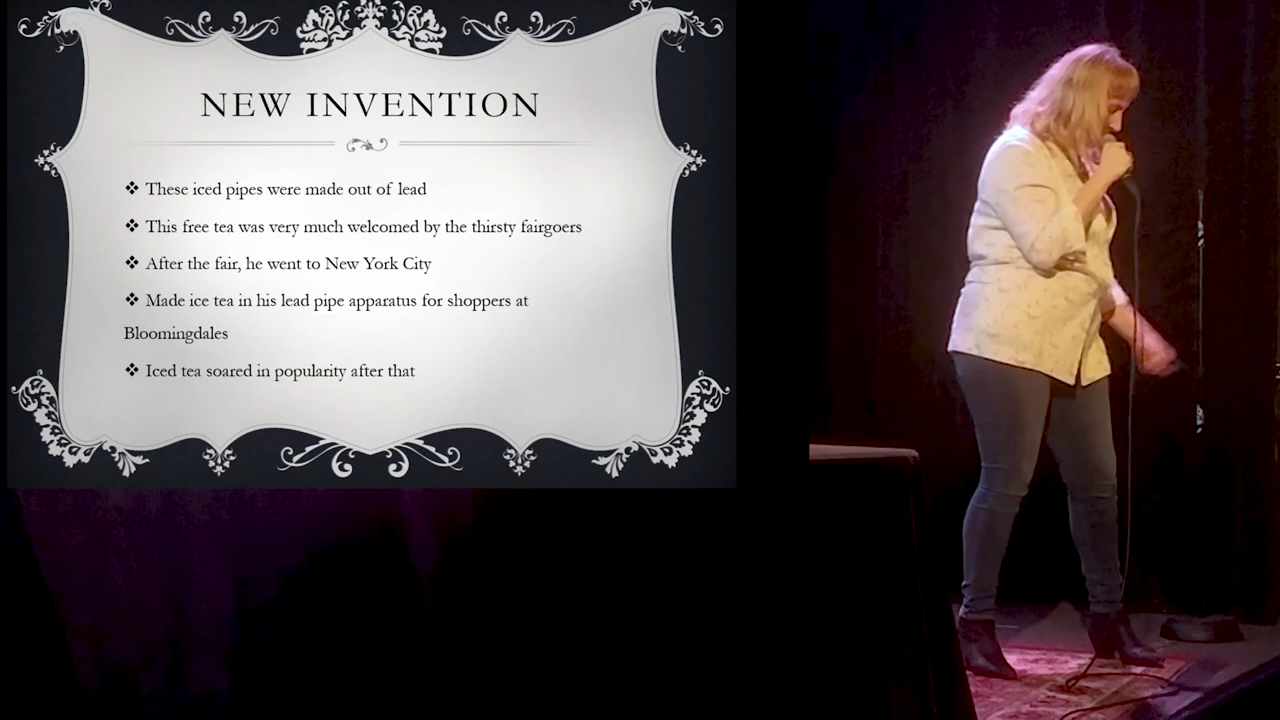 NEW INVENTION
❖ These iced pipes were made out of lead
❖ This free tea was very much welcomed by the thirsty fairgoers
❖ After the fair, he went to New York City
❖ Made ice tea in his lead pipe apparatus for shoppers at
Bloomingdales
❖ Iced tea soared in popularity after that